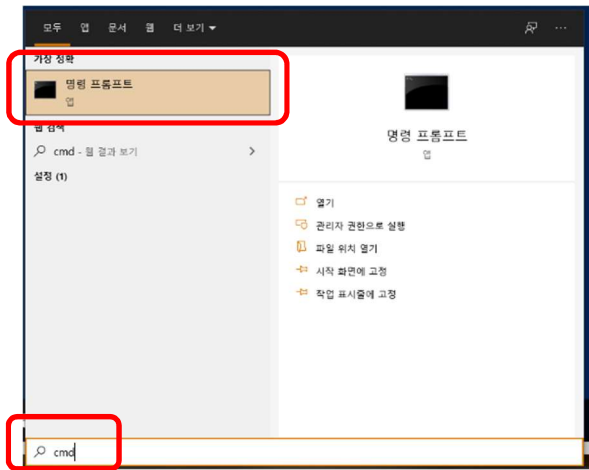 모두 앱 문서 웹 더 보기
가장 정확
명령 프롬프트
앱
웹 검색
cmd - 웹 결과 보기
설정 (1)
명령 프롬프트
앱
열기
관리자 권한으로 실행
파일 위치 열기
시작 화면에 고정
작업 표시줄에 고정
cmd